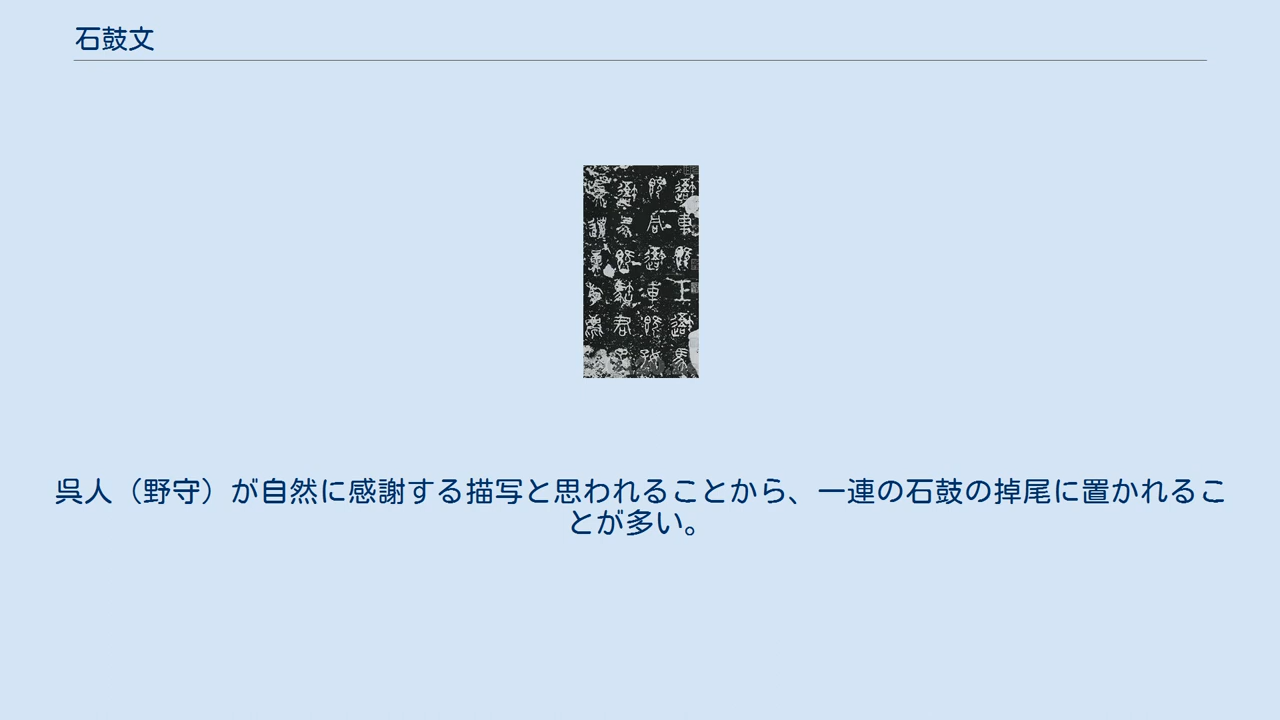 石鼓文
呉人（野守）が自然に感謝する描写と思われることから、一連の石鼓の掉尾に置かれるこ
とが多い。